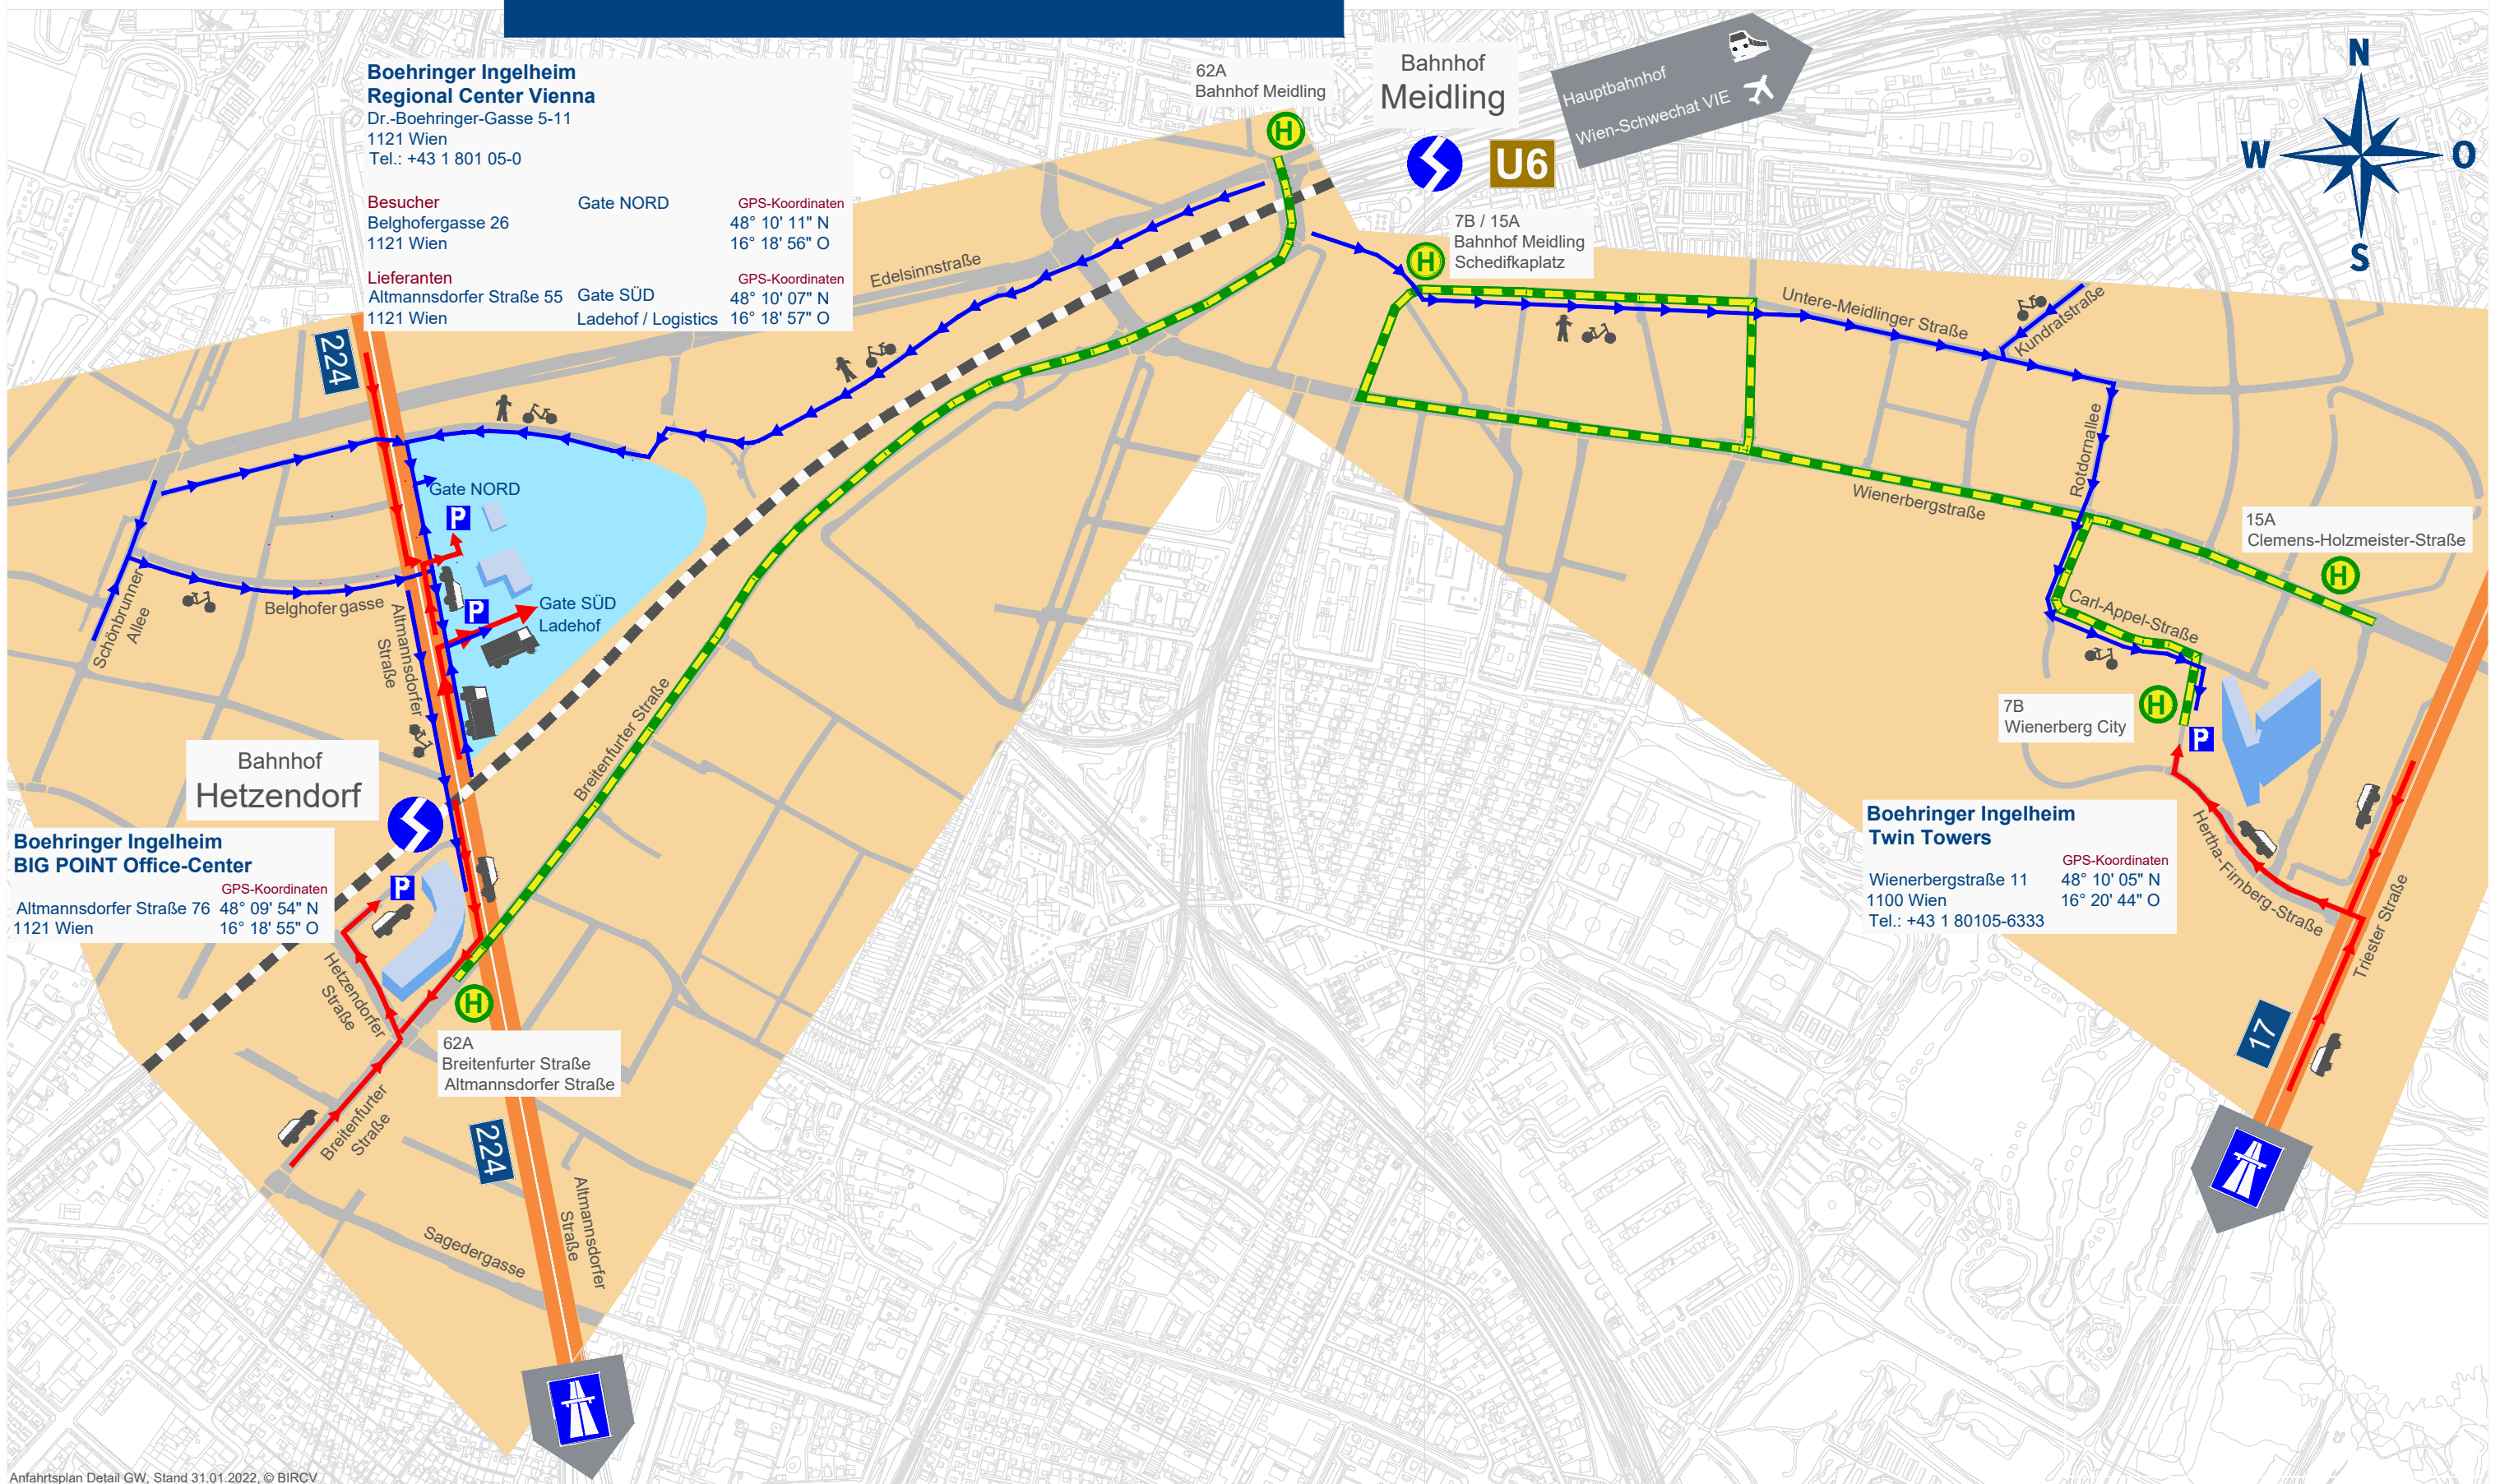 Boehringer Ingelheim
Regional Center Vienna
Dr.-Boehringer-Gasse 5-11
1121 Wien
Tel.: +43 1 801 05-0
Besucher Gate NORD GPS-Koordinaten
Belghofergasse 26 48° 10' 11" N
1121 Wien 16° 18' 56" O
Lieferanten GPS-Koordinaten
Altmannsdorfer Straße 55 Gate SÜD 48° 10' 07" N
1121 Wien Ladehof / Logistics 16° 18' 57" O
62A
Bahnhof Meidling
Bahnhof
Meidling
U6
Hauptbahnhof
Wien-Schwechat VIE
N
W
O
S
7B / 15A
Bahnhof Meidling
Schedifkaplatz
H
H
Edelsinnstraße
Untere-Meidlinger Straße
Kundratstraße
Rotdornallee
Wienerbergstraße
15A
Clemens-Holzmeister-Straße
H
Carl-Appel-Straße
7B
Wienerberg City
H
P
224
Gate NORD
P
P
Gate SÜD
Ladehof
Schönbrunner
Allee
Belghofergasse
Altmannsdorfer
Straße
Breitenfurter Straße
Bahnhof
Hetzendorf
Boehringer Ingelheim
BIG POINT Office-Center
GPS-Koordinaten
Altmannsdorfer Straße 76 48° 09' 54" N
1121 Wien 16° 18' 55" O
P
Hetzendorfer
Straße
H
62A
Breitenfurter Straße
Altmannsdorfer Straße
Breitenfurter
Straße
224
Altmannsdorfer
Straße
Sagedergasse
Boehringer Ingelheim
Twin Towers
GPS-Koordinaten
Wienerbergstraße 11 48° 10' 05" N
1100 Wien 16° 20' 44" O
Tel.: +43 1 80105-6333
Hertha-Firnberg-Straße
Triester Straße
17
Anfahrtsplan Detail GW, Stand 31.01.2022, © BIRCV